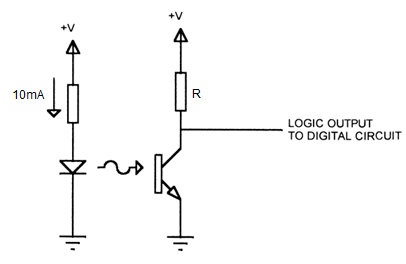 +V
+V
10mA
R
LOGIC OUTPUT
TO DIGITAL CIRCUIT